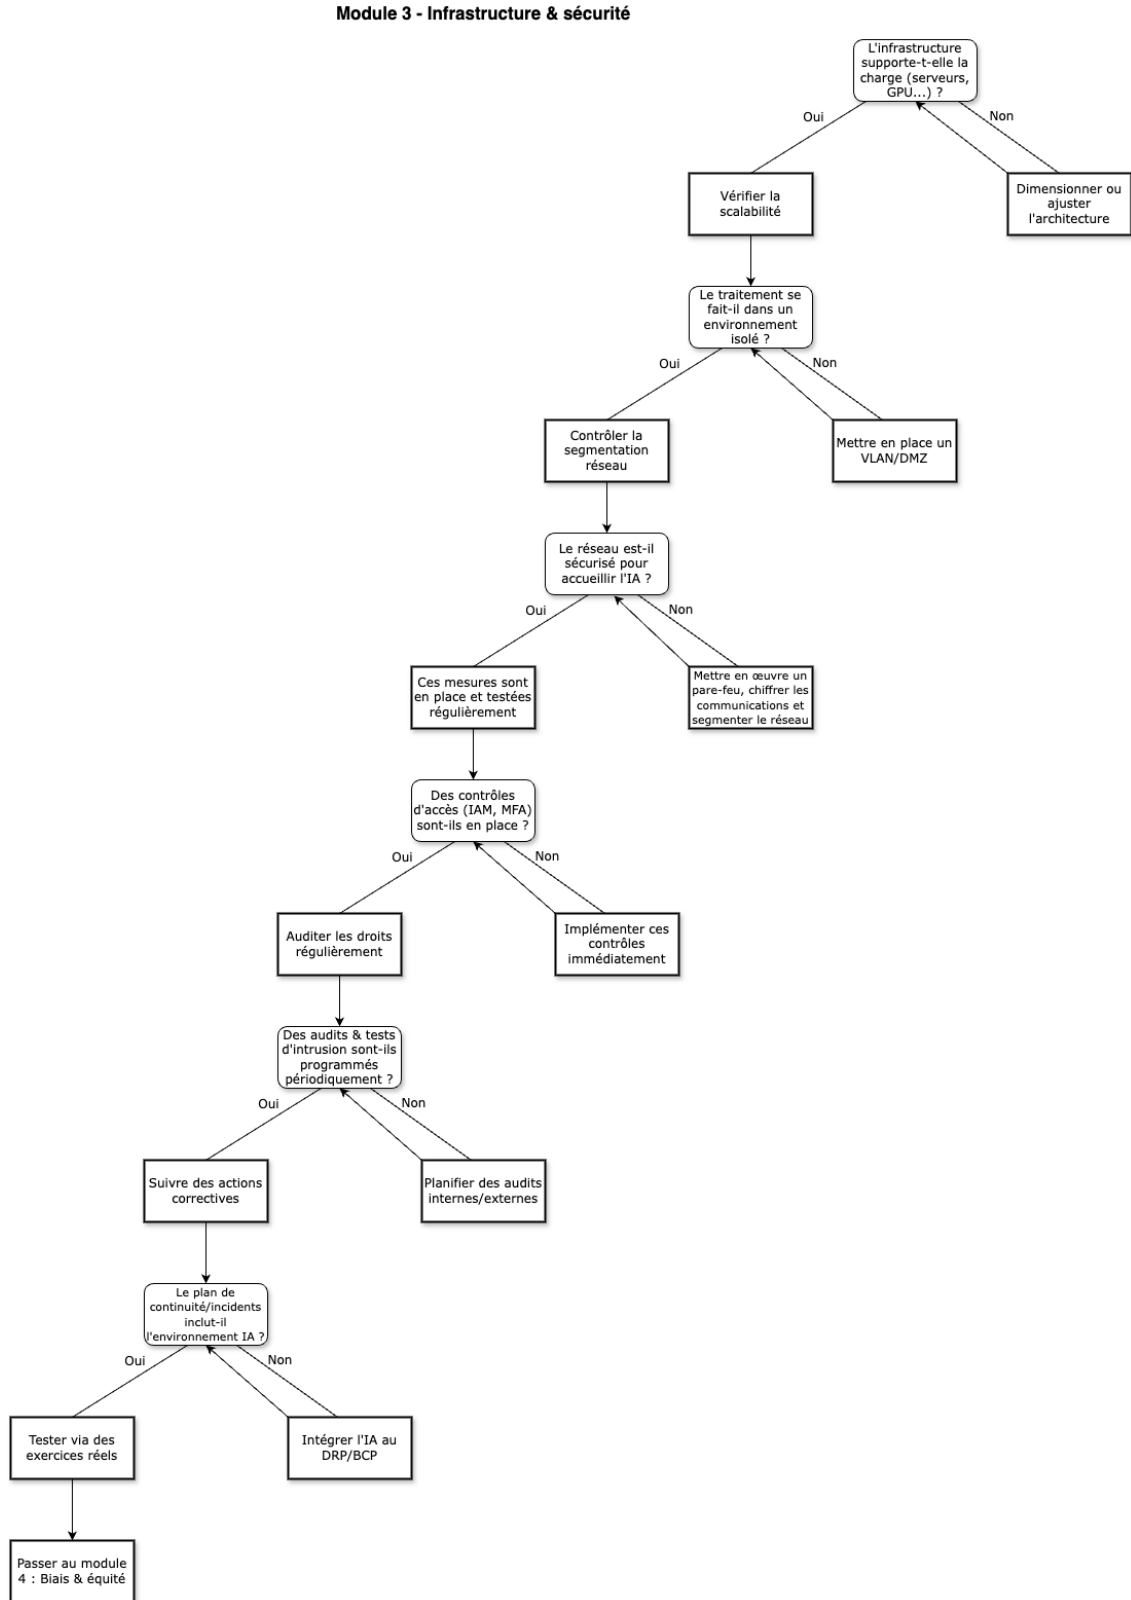 Module 3 - Infrastructure & sécurité
L'infrastructure
supporte-t-elle la
charge (serveurs,
GPU...) ?
Oui
Non
Vérifier la
scalabilité
Dimensionner ou
ajuster
l'architecture
Le traitement se
fait-il dans un
environnement
isolé ?
Oui
Non
Contrôler la
segmentation
réseau
Mettre en place un
VLAN/DMZ
Le réseau est-il
sécurisé pour
accueillir l'IA ?
Oui
Non
Ces mesures sont
en place et testées
régulièrement
Mettre en œuvre un
pare-feu, chiffrer les
communications et
segmenter le réseau
Des contrôles
d'accès (IAM, MFA)
sont-ils en place ?
Oui
Non
Auditer les droits
régulièrement
Implémenter ces
contrôles
immédiatement
Des audits & tests
d'intrusion sont-ils
programmés
périodiquement ?
Oui
Non
Suivre des actions
correctives
Planifier des audits
internes/externes
Le plan de
continuité/incidents
inclut-il
l'environnement IA ?
Oui
Non
Tester via des
exercices réels
Intégrer l'IA au
DRP/BCP
Passer au module
4 : Biais & équité